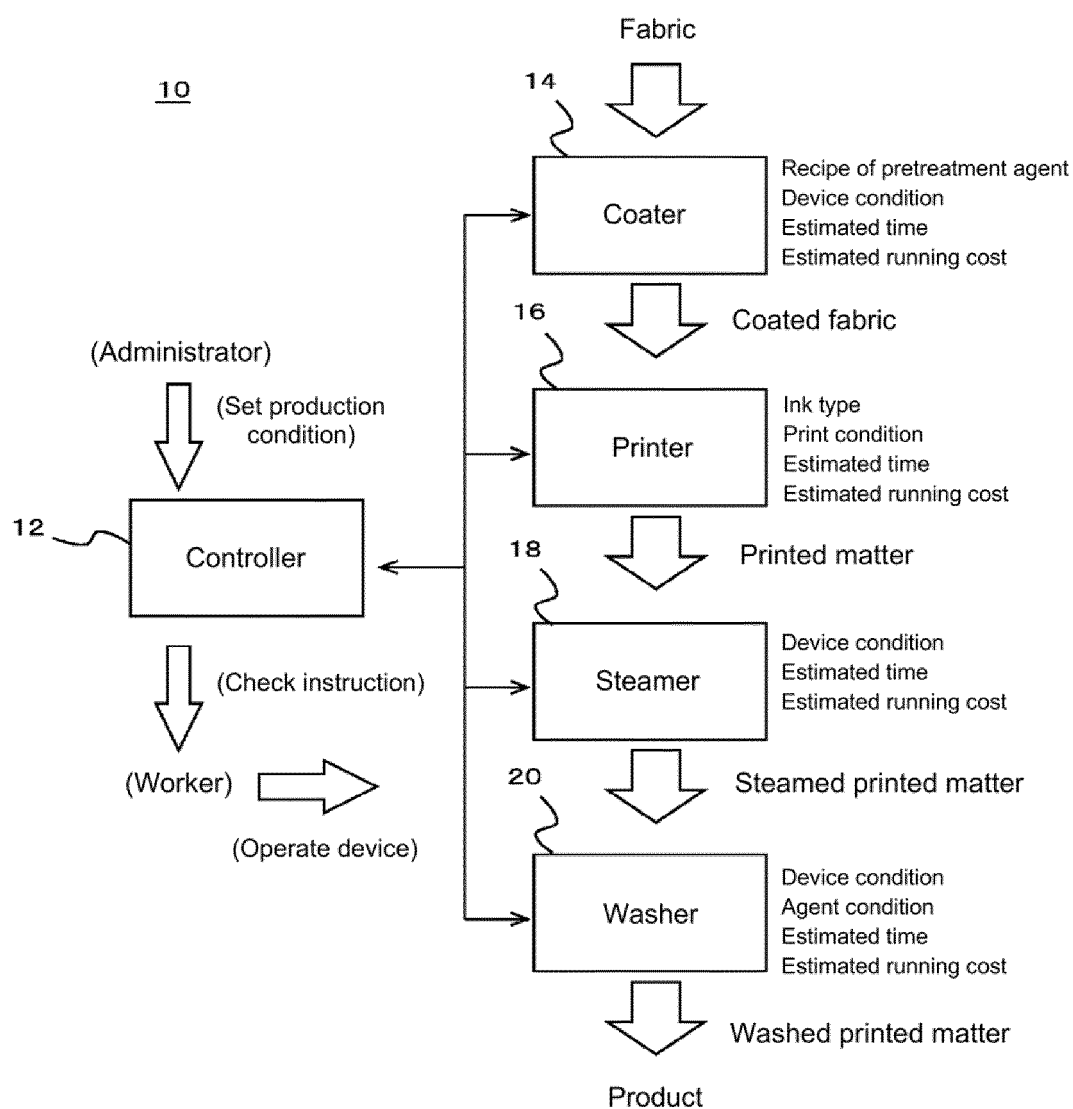 Fabric
10
14
Coater
Recipe of pretreatment agent
Device condition
Estimated time
Estimated running cost
Coated fabric
16
Printer
Ink type
Print condition
Estimated time
Estimated running cost
(Administrator)
(Set production
condition)
12
Controller
(Check instruction)
(Worker)
(Operate device)
Printed matter
18
Steamer
Device condition
Estimated time
Estimated running cost
Steamed printed matter
20
Washer
Device condition
Agent condition
Estimated time
Estimated running cost
Washed printed matter
Product